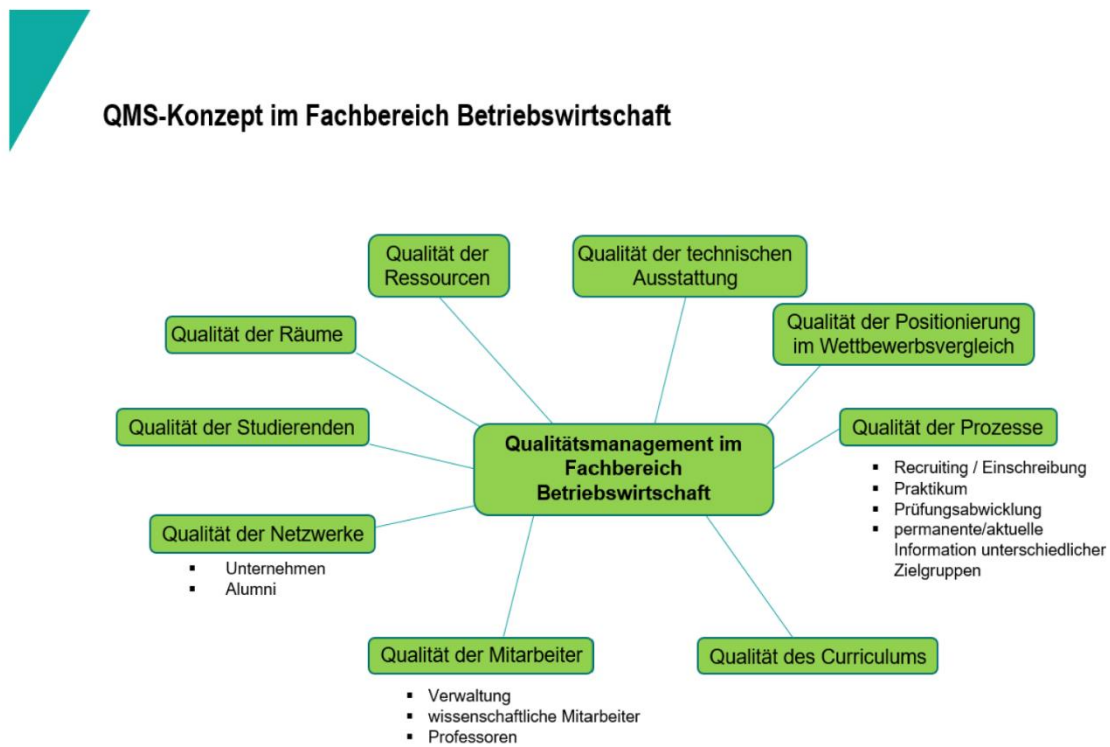 QMS-Konzept im Fachbereich Betriebswirtschaft
Qualität der
Ressourcen
Qualität der technischen
Ausstattung
Qualität der Räume
Qualität der Positionierung
im Wettbewerbsvergleich
Qualität der Studierenden
Qualitätsmanagement im
Fachbereich
Betriebswirtschaft
Qualität der Prozesse
▪ Recruiting / Einschreibung
▪ Praktikum
▪ Prüfungsabwicklung
▪ permanente/aktuelle
Information unterschiedlicher
Zielgruppen
Qualität der Netzwerke
▪ Unternehmen
▪ Alumni
Qualität der Mitarbeiter
▪ Verwaltung
▪ wissenschaftliche Mitarbeiter
▪ Professoren
Qualität des Curriculums